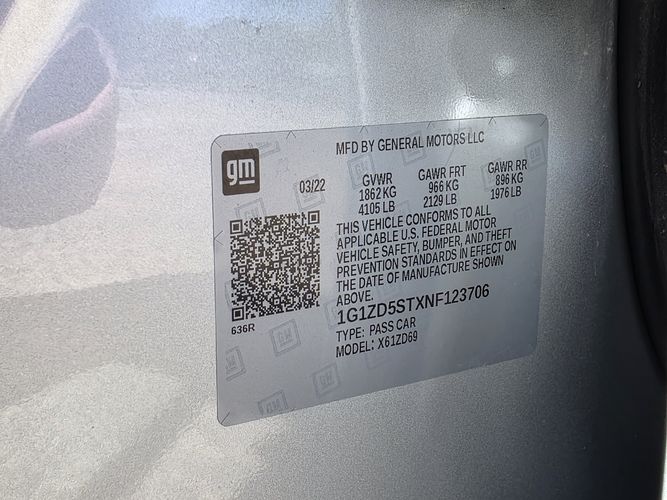 MFD BY GENERAL MOTORS LLC
gm
03/22
GVWR
1862 KG
4105 LB
GAWR FRT
966 KG
2129 LB
GAWR RR
896 KG
1976 LB
THIS VEHICLE CONFORMS TO ALL
APPLICABLE U.S. FEDERAL MOTOR
VEHICLE SAFETY, BUMPER, AND THEFT
PREVENTION STANDARDS IN EFFECT ON
THE DATE OF MANUFACTURE SHOWN
ABOVE.
1G1ZD5STXNF123706
TYPE: PASS CAR
MODEL: X61ZD69
636R